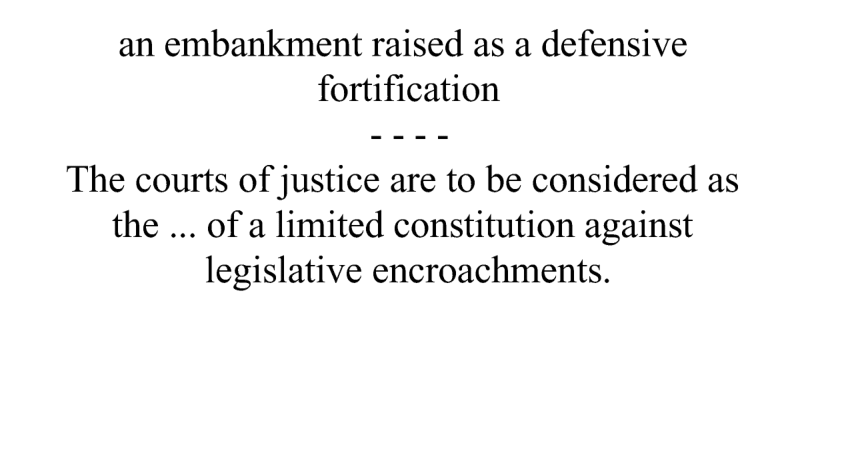 an embankment raised as a defensive
fortification
- - - -
The courts of justice are to be considered as
the ... of a limited constitution against
legislative encroachments.